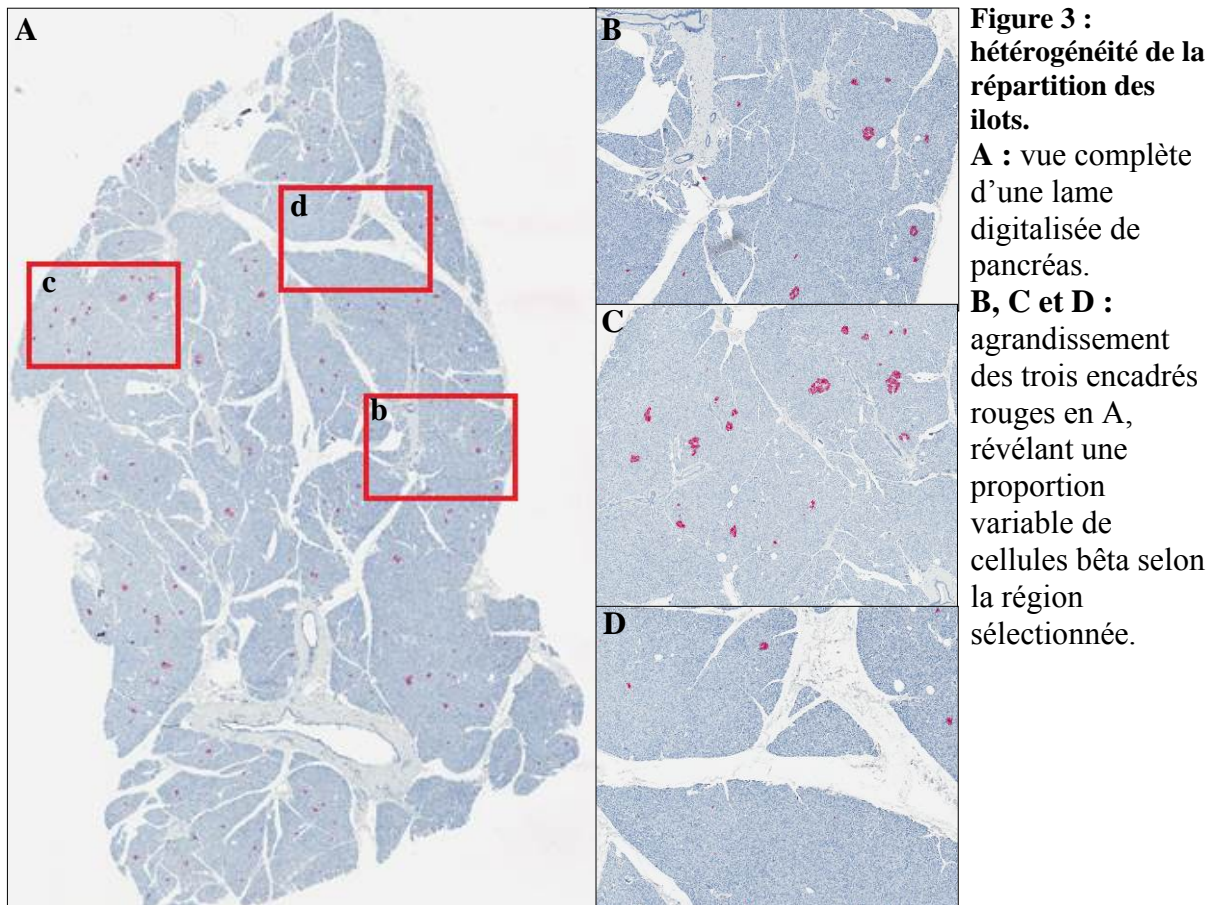 A
d
c
b
B
C
D
Figure 3 :
hétérogénéité de la
répartition des
ilots.
A : vue complète
d’une lame
digitalisée de
pancréas.
B, C et D :
agrandissement
des trois encadrés
rouges en A,
révélant une
proportion
variable de
cellules bêta selon
la région
sélectionnée.